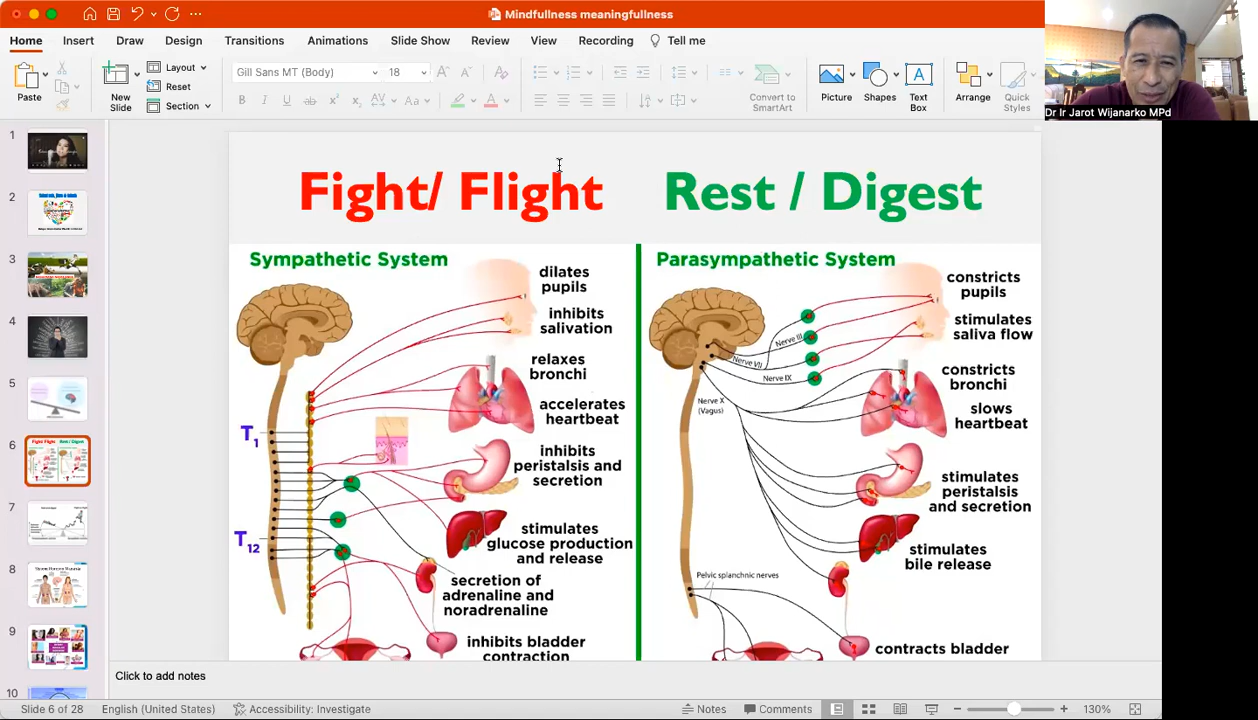 Mindfullness meaningfullness
Home
Insert
Draw
Design
Transitions
Animations
Slide Show
Review
View
Recording
Tell me
Paste
New
Slide
Layout
Reset
Section
Gill Sans MT (Body)
18
Convert to
SmartArt
Picture
Shapes
Text
Box
Arrange
Quick
Styles
Dr Ir Jarot Wijanarko MPd
1
2
3
4
5
6
7
8
9
10
Fight/ Flight
Rest / Digest
Sympathetic System
dilates
pupils
inhibits
salivation
relaxes
bronchi
accelerates
heartbeat
T1
inhibits
peristalsis and
secretion
T12
stimulates
glucose production
and release
secretion of
adrenaline and
noradrenaline
inhibits bladder
contraction
Parasympathetic System
constricts
pupils
stimulates
saliva flow
Nerve III
Nerve VII
Nerve IX
Nerve X
(Vagus)
constricts
bronchi
slows
heartbeat
stimulates
peristalsis
and secretion
stimulates
bile release
Pelvic splanchnic nerves
contracts bladder
Click to add notes
Slide 6 of 28
English (United States)
Accessibility: Investigate
Notes
Comments
130%